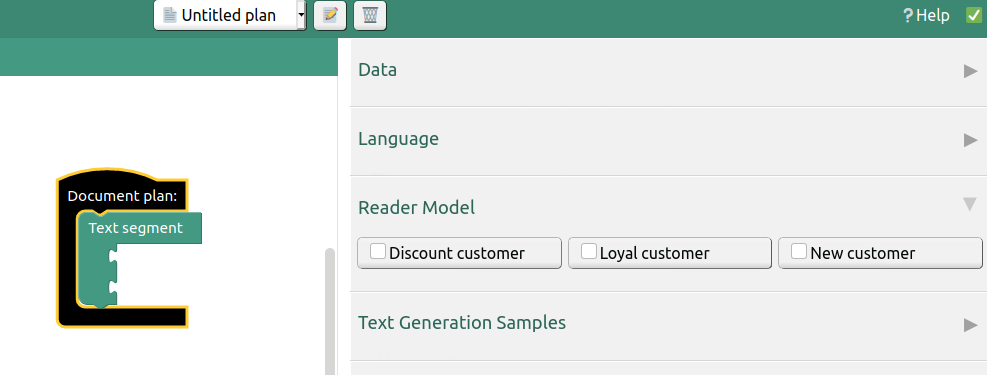 Untitled plan
Help
Data
Language
Reader Model
Discount customer
Loyal customer
New customer
Text Generation Samples
Document plan:
Text segment